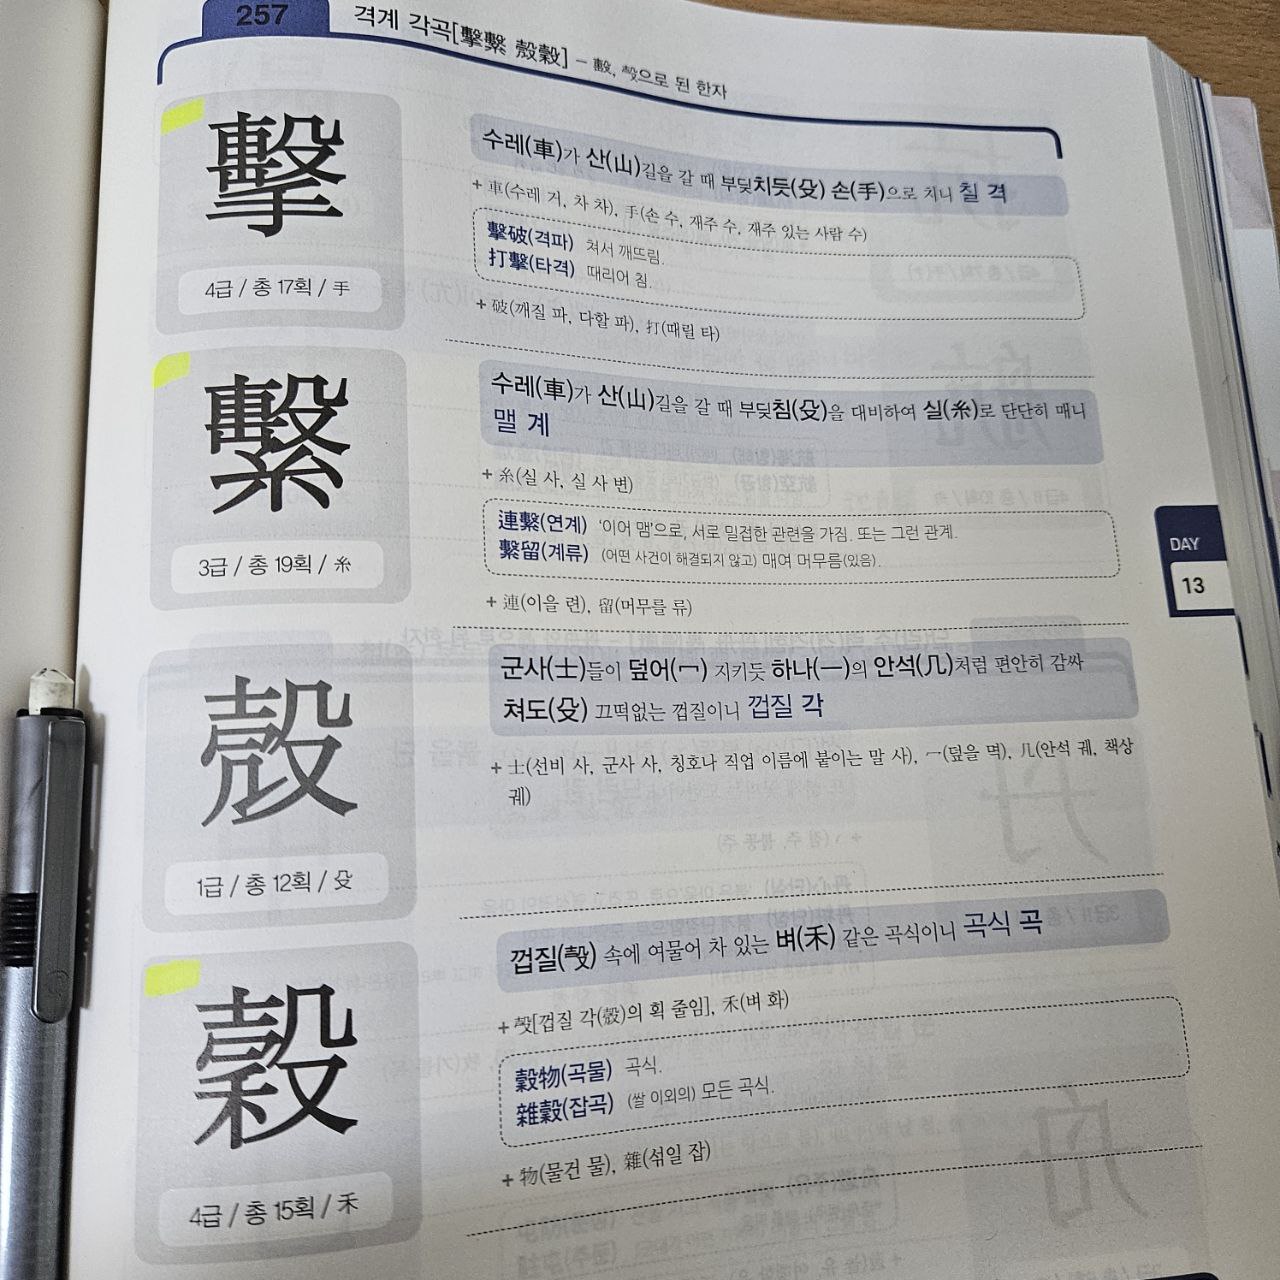 257
격계 각곡[擊繫 殼穀] – 毄, 𣪊으로 된 한자
擊
4급 / 총 17획 / 手
수레(車)가 산(山)길을 갈 때 부딪치듯(殳) 손(手)으로 치니 칠 격
+ 車(수레 거, 차 차), 手(손 수, 재주 수, 재주 있는 사람 수)
擊破(격파) 쳐서 깨뜨림.
打擊(타격) 때리어 침.
+ 破(깨질 파, 다할 파), 打(때릴 타)
繫
3급 / 총 19획 / 糸
수레(車)가 산(山)길을 갈 때 부딪침(殳)을 대비하여 실(糸)로 단단히 매니
맬 계
+ 糸(실 사, 실 사 변)
連繫(연계) ‘이어 맴’으로, 서로 밀접한 관련을 가짐. 또는 그런 관계.
繫留(계류) (어떤 사건이 해결되지 않고) 매여 머무름(있음).
+ 連(이을 련), 留(머무를 류)
DAY
13
殼
1급 / 총 12획 / 殳
군사(士)들이 덮어(冖) 지키듯 하나(一)의 안석(几)처럼 편안히 감싸
쳐도(殳) 끄떡없는 껍질이니 껍질 각
+ 士(선비 사, 군사 사, 칭호나 직업 이름에 붙이는 말 사), 冖(덮을 멱), 几(안석 궤, 책상
궤)
穀
4급 / 총 15획 / 禾
껍질(𣪊) 속에 여물어 차 있는 벼(禾) 같은 곡식이니 곡식 곡
+ 𣪊[껍질 각(殼)의 획 줄임], 禾(벼 화)
穀物(곡물) 곡식.
雜穀(잡곡) (쌀 이외의) 모든 곡식.
+ 物(물건 물), 雜(섞일 잡)